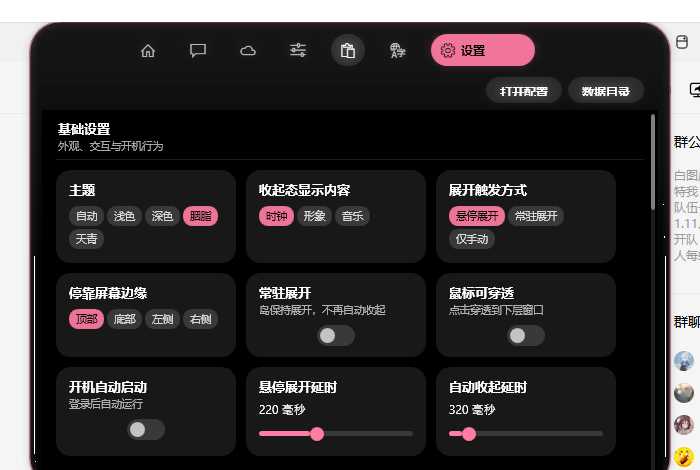 设置
打开配置 数据目录
基础设置
外观、交互与开机行为
主题
自动 浅色 深色 胭脂
天青
收起态显示内容
时钟 形象 音乐
展开触发方式
悬停展开 常驻展开
仅手动
停靠屏幕边缘
顶部 底部 左侧 右侧
常驻展开
岛保持展开，不再自动收起
鼠标可穿透
点击穿透到下层窗口
开机自动启动
登录后自动运行
悬停展开延时
220 毫秒
自动收起延时
320 毫秒
群公
白图
特我
队伍
1.11.
开队
人每
群聊